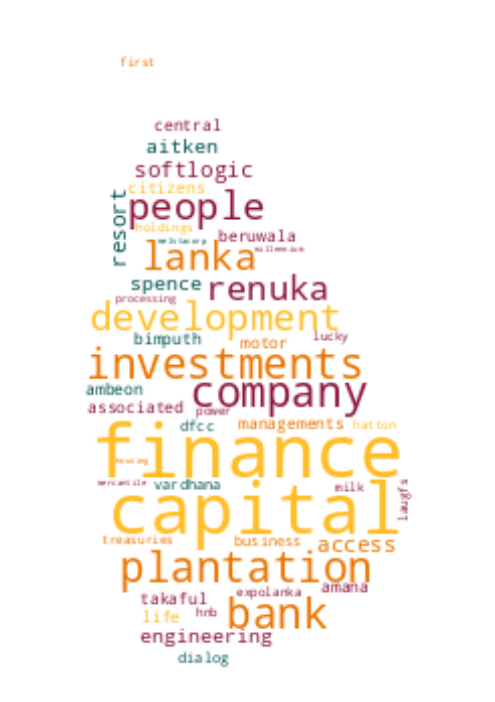 first
central
aitken
softlogic
citizens
resort
people
holdings
beruwala
melstacorp
millennium
lanka
spence
renuka
processing
development
lucky
bimputh
motor
investments
ambeon
company
associated
power
managements
hatton
dfcc
finance
housing
mercantile
vardhana
milk
laugfs
capital
treasuries
business
access
plantation
amana
expolanka
takaful
hnb
bank
life
engineering
dialog